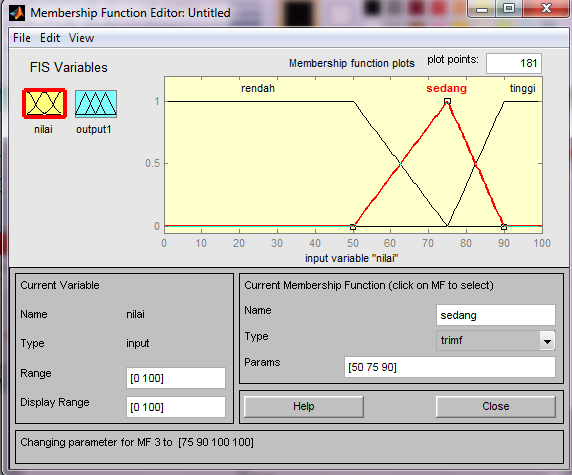 Membership Function Editor: Untitled
File Edit View
FIS Variables
nilai
output1
Membership function plots
plot points:
181
rendah
sedang
tinggi
1
0.5
0
0 10 20 30 40 50 60 70 80 90 100
input variable "nilai"
Current Variable
Name nilai
Type input
Range [0 100]
Display Range [0 100]
Current Membership Function (click on MF to select)
Name sedang
Type trimf
Params [50 75 90]
Help
Close
Changing parameter for MF 3 to [75 90 100 100]